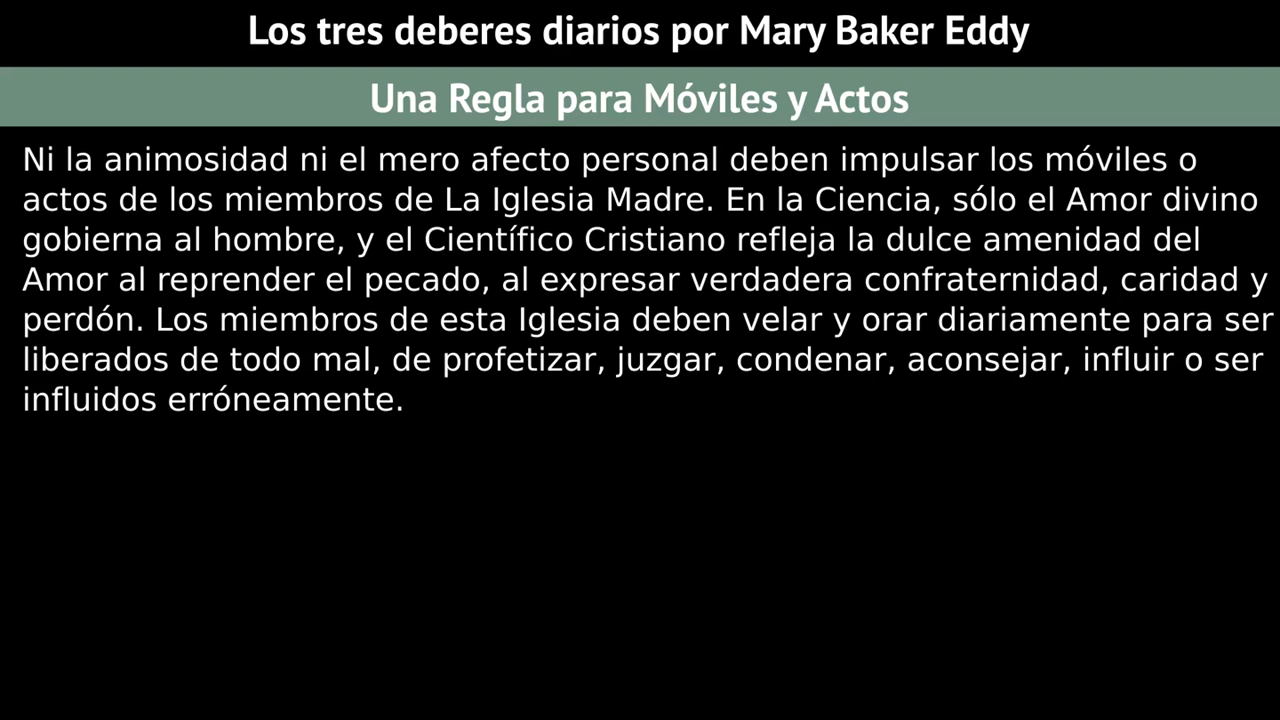 Los tres deberes diarios por Mary Baker Eddy
Una Regla para Móviles y Actos
Ni la animosidad ni el mero afecto personal deben impulsar los móviles o
actos de los miembros de La Iglesia Madre. En la Ciencia, sólo el Amor divino
gobierna al hombre, y el Científico Cristiano refleja la dulce amenidad del
Amor al reprender el pecado, al expresar verdadera confraternidad, caridad y
perdón. Los miembros de esta Iglesia deben velar y orar diariamente para ser
liberados de todo mal, de profetizar, juzgar, condenar, aconsejar, influir o ser
influidos erróneamente.